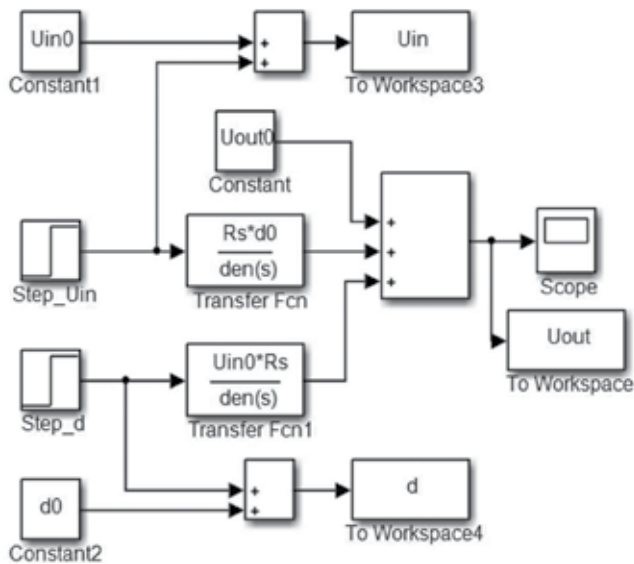 Uin0
Constant1
+
+
Uin
To Workspace3
Uout0
Constant
Step_Uin
Rs*d0
den(s)
Transfer Fcn
+
+
+
Scope
Uout
To Workspace
Step_d
Uin0*Rs
den(s)
Transfer Fcn1
d0
Constant2
+
+
d
To Workspace4